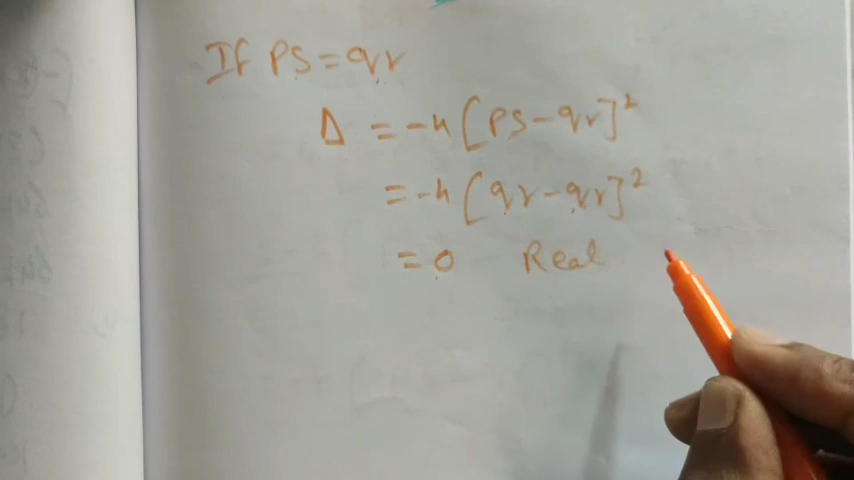 If PS = qr
Δ = -4[PS - qr]²
= -4[qr - qr]²
= 0 Real